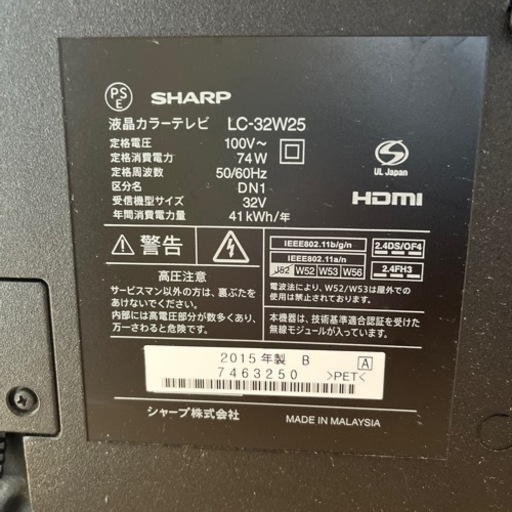 PSE SHARP
液晶カラーテレビ LC-32W25
定格電圧 100V～
定格消費電力 74W
定格周波数 50/60Hz
区分名 DN1
受信機型サイズ 32V
年間消費電力量 41kWh/年
UL Japan
HDMI
警告
高圧注意
サービスマン以外の方は、裏ぶたを
あけないでください。
内部には高電圧部分が数多くあり、
万一さわると危険です。
IEEE802.11b/g/n 2.4DS/OF4
IEEE802.11a/n
J52 W52 W53 W56 2.4FH3
電波法により、W52/W53は屋外での
使用は禁止されております。
本機器は、技術基準適合認証を受けた
無線モジュールが入っています。
2015年製 B A
7463250 >PET<
シャープ株式会社 MADE IN MALAYSIA